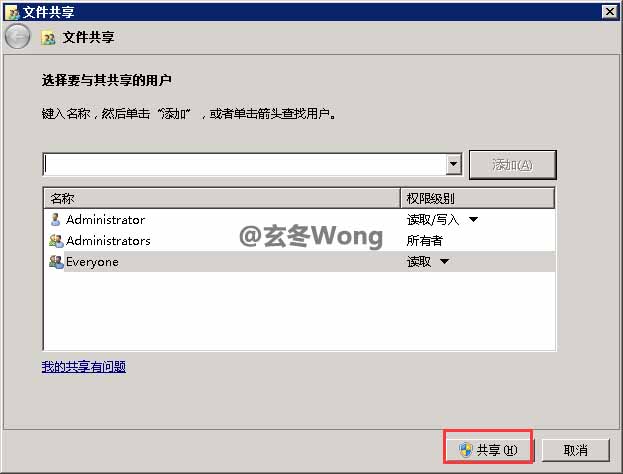 文件共享
文件共享
选择要与其共享的用户
键入名称，然后单击“添加”，或者单击箭头查找用户。
添加(A)
名称 权限级别
Administrator 读取/写入
Administrators 所有者
Everyone 读取
@玄冬Wong
我的共享有问题
共享(H) 取消